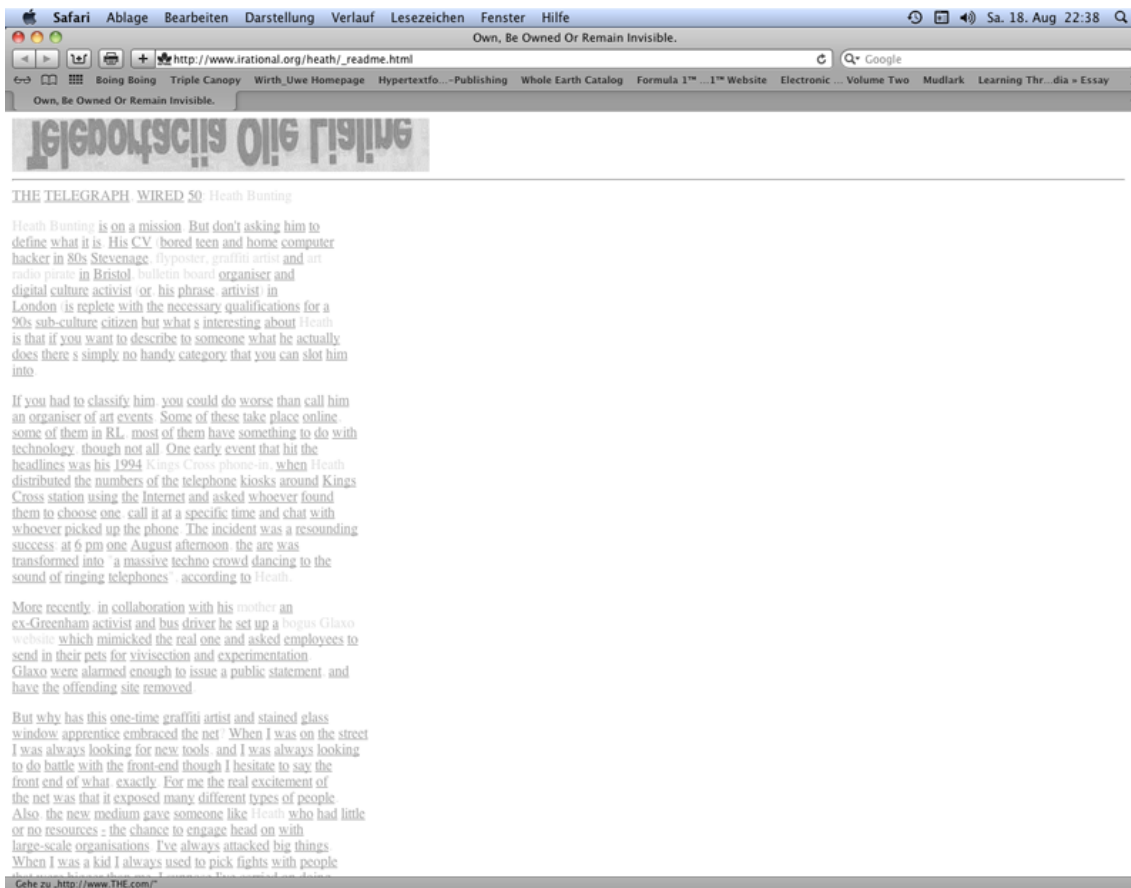 Safari Ablage Bearbeiten Darstellung Verlauf Lesezeichen Fenster Hilfe Sa. 18. Aug 22:38
Own, Be Owned Or Remain Invisible.
http://www.irational.org/heath/_readme.html Google
Boing Boing Triple Canopy Wirth_Uwe Homepage Hypertextfo...-Publishing Whole Earth Catalog Formula 1™ ...1™ Website Electronic ... Volume Two Mudlark Learning Thr...dia » Essay
Own, Be Owned Or Remain Invisible.
Teleportacija Olie Lialine
THE TELEGRAPH, WIRED 50: Heath Bunting
Heath Bunting is on a mission. But don't asking him to
define what it is. His CV (bored teen and home computer
hacker in 80s Stevenage, flyposter, graffiti artist and art
radio pirate in Bristol, bulletin board organiser and
digital culture activist (or, his phrase, artivist) in
London (is replete with the necessary qualifications for a
90s sub-culture citizen but what s interesting about Heath
is that if you want to describe to someone what he actually
does there s simply no handy category that you can slot him
into.
If you had to classify him, you could do worse than call him
an organiser of art events. Some of these take place online,
some of them in RL, most of them have something to do with
technology, though not all. One early event that hit the
headlines was his 1994 Kings Cross phone-in, when Heath
distributed the numbers of the telephone kiosks around Kings
Cross station using the Internet and asked whoever found
them to choose one, call it at a specific time and chat with
whoever picked up the phone. The incident was a resounding
success: at 6 pm one August afternoon, the are was
transformed into "a massive techno crowd dancing to the
sound of ringing telephones", according to Heath.
More recently, in collaboration with his mother an
ex-Greenham activist and bus driver he set up a bogus Glaxo
website which mimicked the real one and asked employees to
send in their pets for vivisection and experimentation.
Glaxo were alarmed enough to issue a public statement, and
have the offending site removed.
But why has this one-time graffiti artist and stained glass
window apprentice embraced the net? When I was on the street
I was always looking for new tools, and I was always looking
to do battle with the front-end though I hesitate to say the
front end of what, exactly. For me the real excitement of
the net was that it exposed many different types of people.
Also, the new medium gave someone like Heath who had little
or no resources - the chance to engage head on with
large-scale organisations. I've always attacked big things.
When I was a kid I always used to pick fights with people
Gehe zu „http://www.THE.com/"